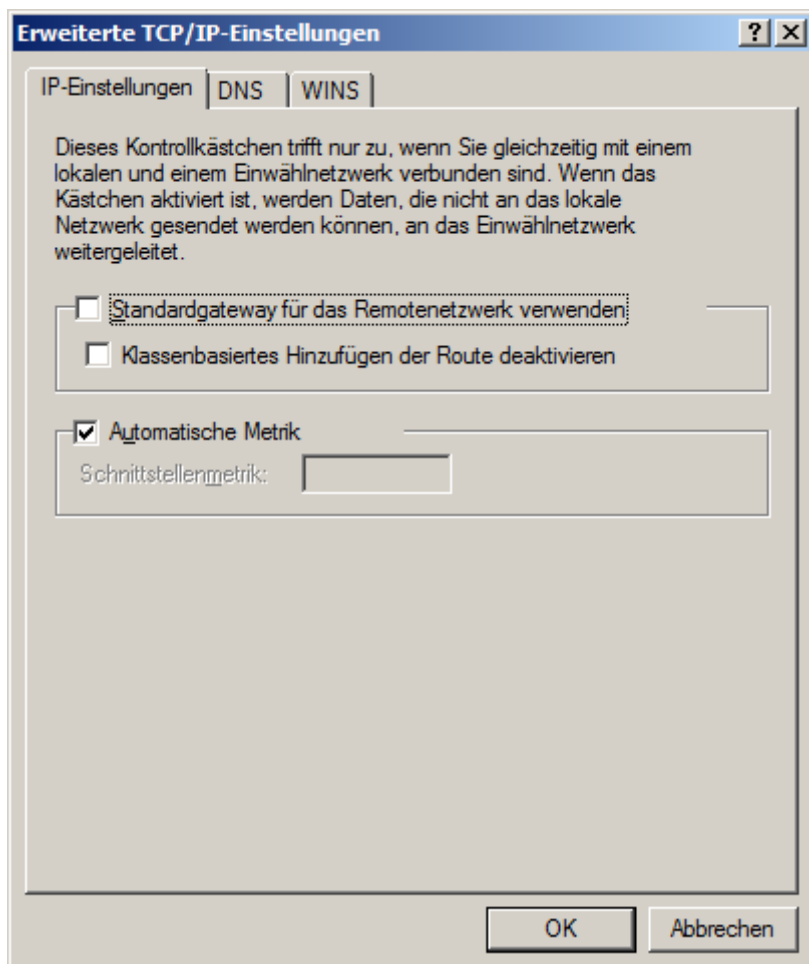 Erweiterte TCP/IP-Einstellungen
IP-Einstellungen DNS WINS
Dieses Kontrollkästchen trifft nur zu, wenn Sie gleichzeitig mit einem
lokalen und einem Einwählnetzwerk verbunden sind. Wenn das
Kästchen aktiviert ist, werden Daten, die nicht an das lokale
Netzwerk gesendet werden können, an das Einwählnetzwerk
weitergeleitet.
Standardgateway für das Remotenetzwerk verwenden
Klassenbasiertes Hinzufügen der Route deaktivieren
Automatische Metrik
Schnittstellenmetrik:
OK Abbrechen